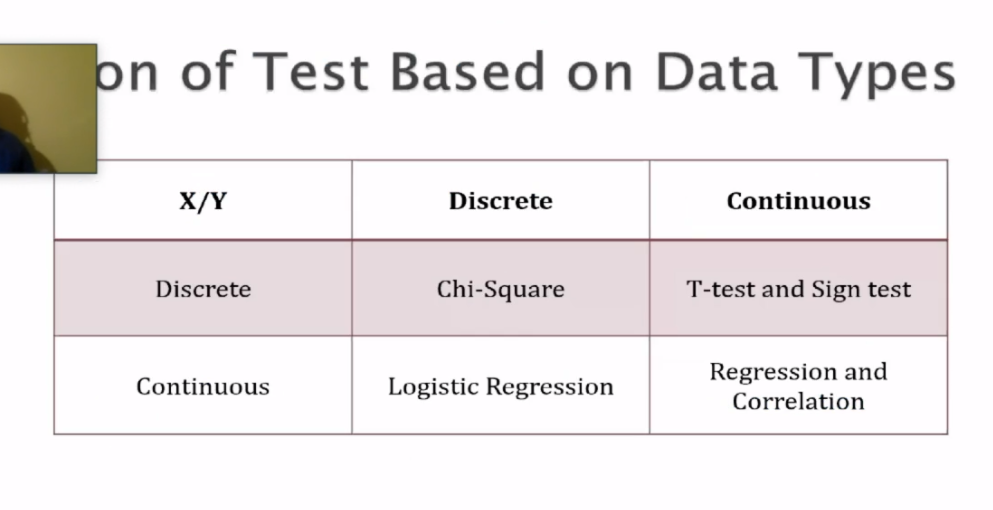 on of Test Based on Data Types
X/Y Discrete Continuous
Discrete Chi-Square T-test and Sign test
Continuous Logistic Regression Regression and
Correlation